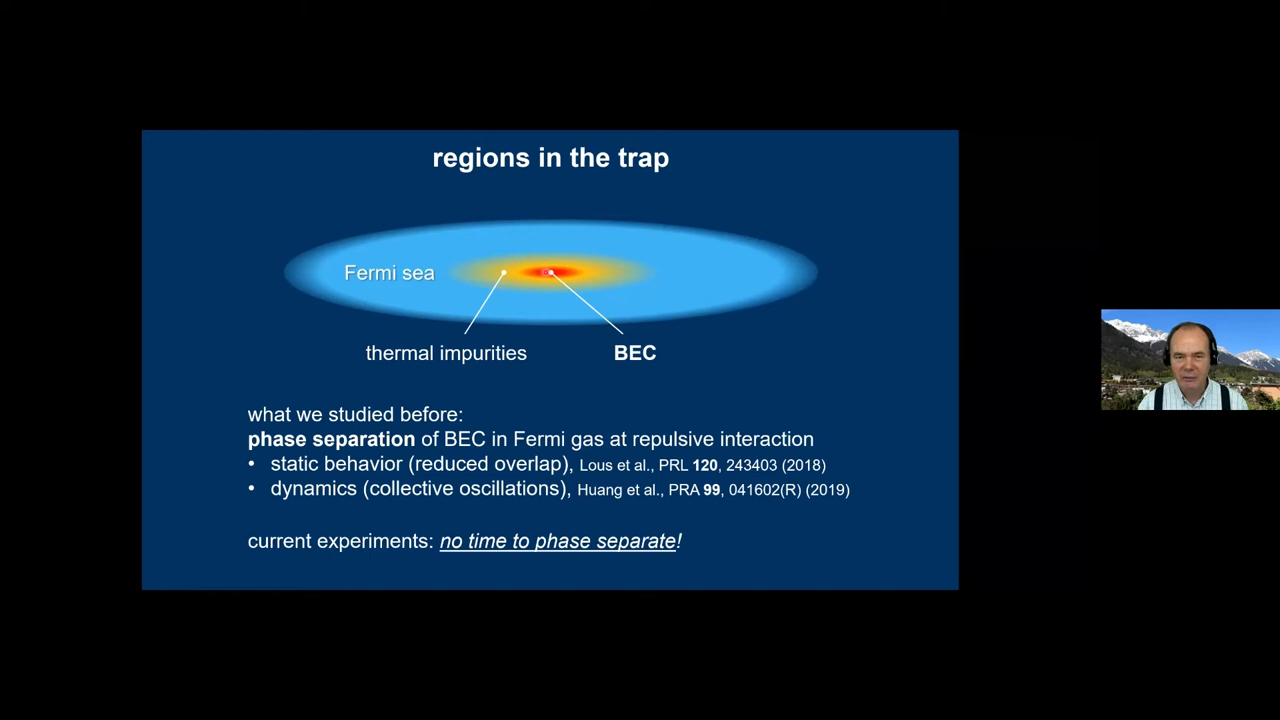 regions in the trap
Fermi sea
thermal impurities
BEC
what we studied before:
phase separation of BEC in Fermi gas at repulsive interaction
• static behavior (reduced overlap), Lous et al., PRL 120, 243403 (2018)
• dynamics (collective oscillations), Huang et al., PRA 99, 041602(R) (2019)
current experiments: no time to phase separate!